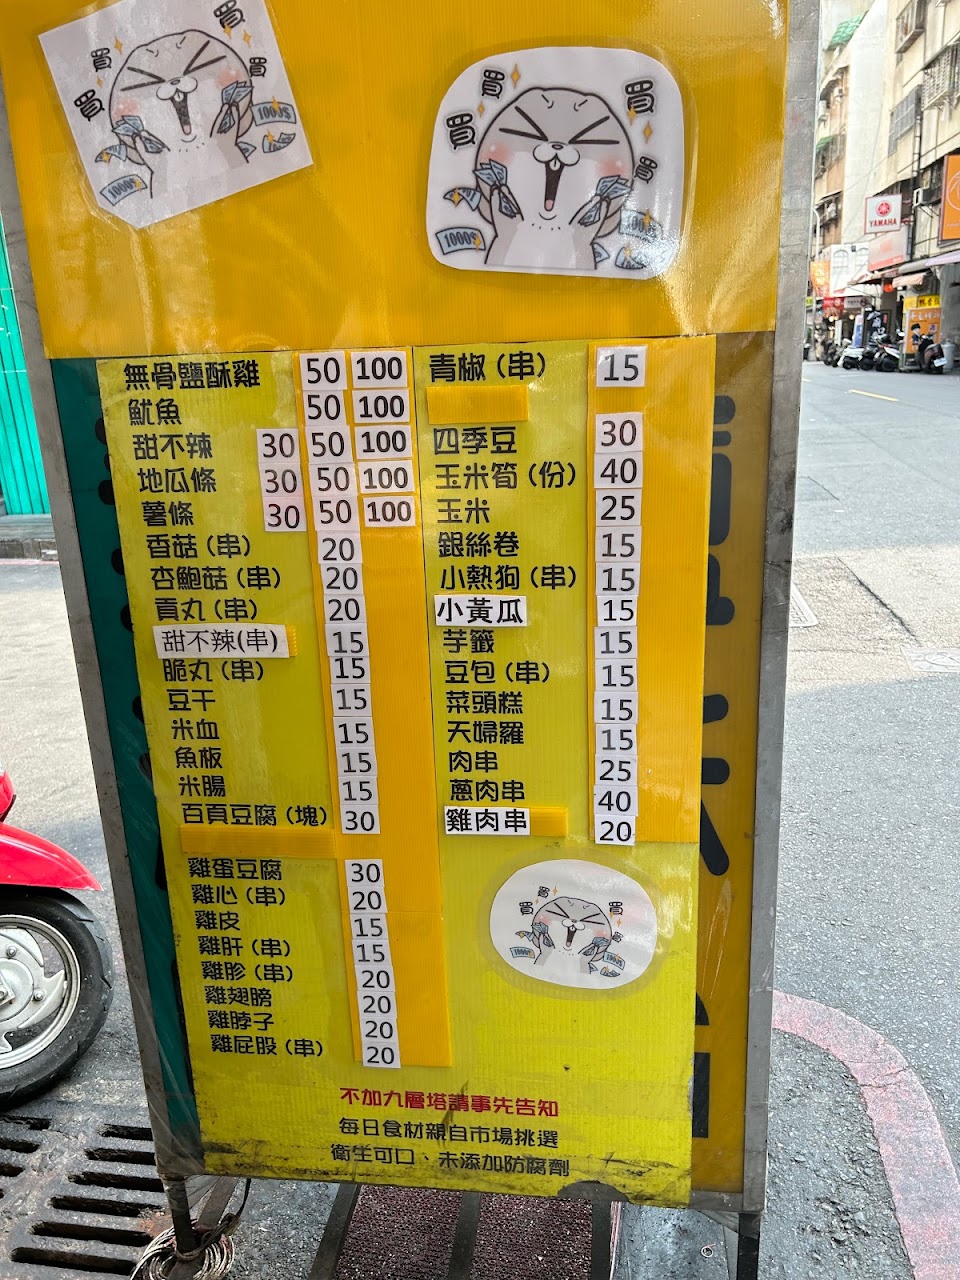 買 買 買 買
1000$
1000$
買 買 買 買
1000$
無骨鹽酥雞 50 100
魷魚 50 100
甜不辣 30 50 100
地瓜條 30 50 100
薯條 30 50 100
香菇(串) 20
杏鮑菇(串) 20
貢丸(串) 20
甜不辣(串) 15
脆丸(串) 15
豆干 15
米血 15
魚板 15
米腸 15
百頁豆腐(塊) 30
雞蛋豆腐 30
雞心(串) 20
雞皮 15
雞肝(串) 15
雞胗(串) 20
雞翅膀 20
雞脖子 20
雞屁股(串) 20
青椒(串) 15
四季豆 30
玉米筍(份) 40
玉米 25
銀絲卷 15
小熱狗(串) 15
小黃瓜 15
芋籤 15
豆包(串) 15
菜頭糕 15
天婦羅 15
肉串 25
蔥肉串 40
雞肉串 20
買 買 買 買
1000$
1000$
不加九層塔請事先告知
每日食材親自市場挑選
衛生可口、未添加防腐劑
YAMAHA